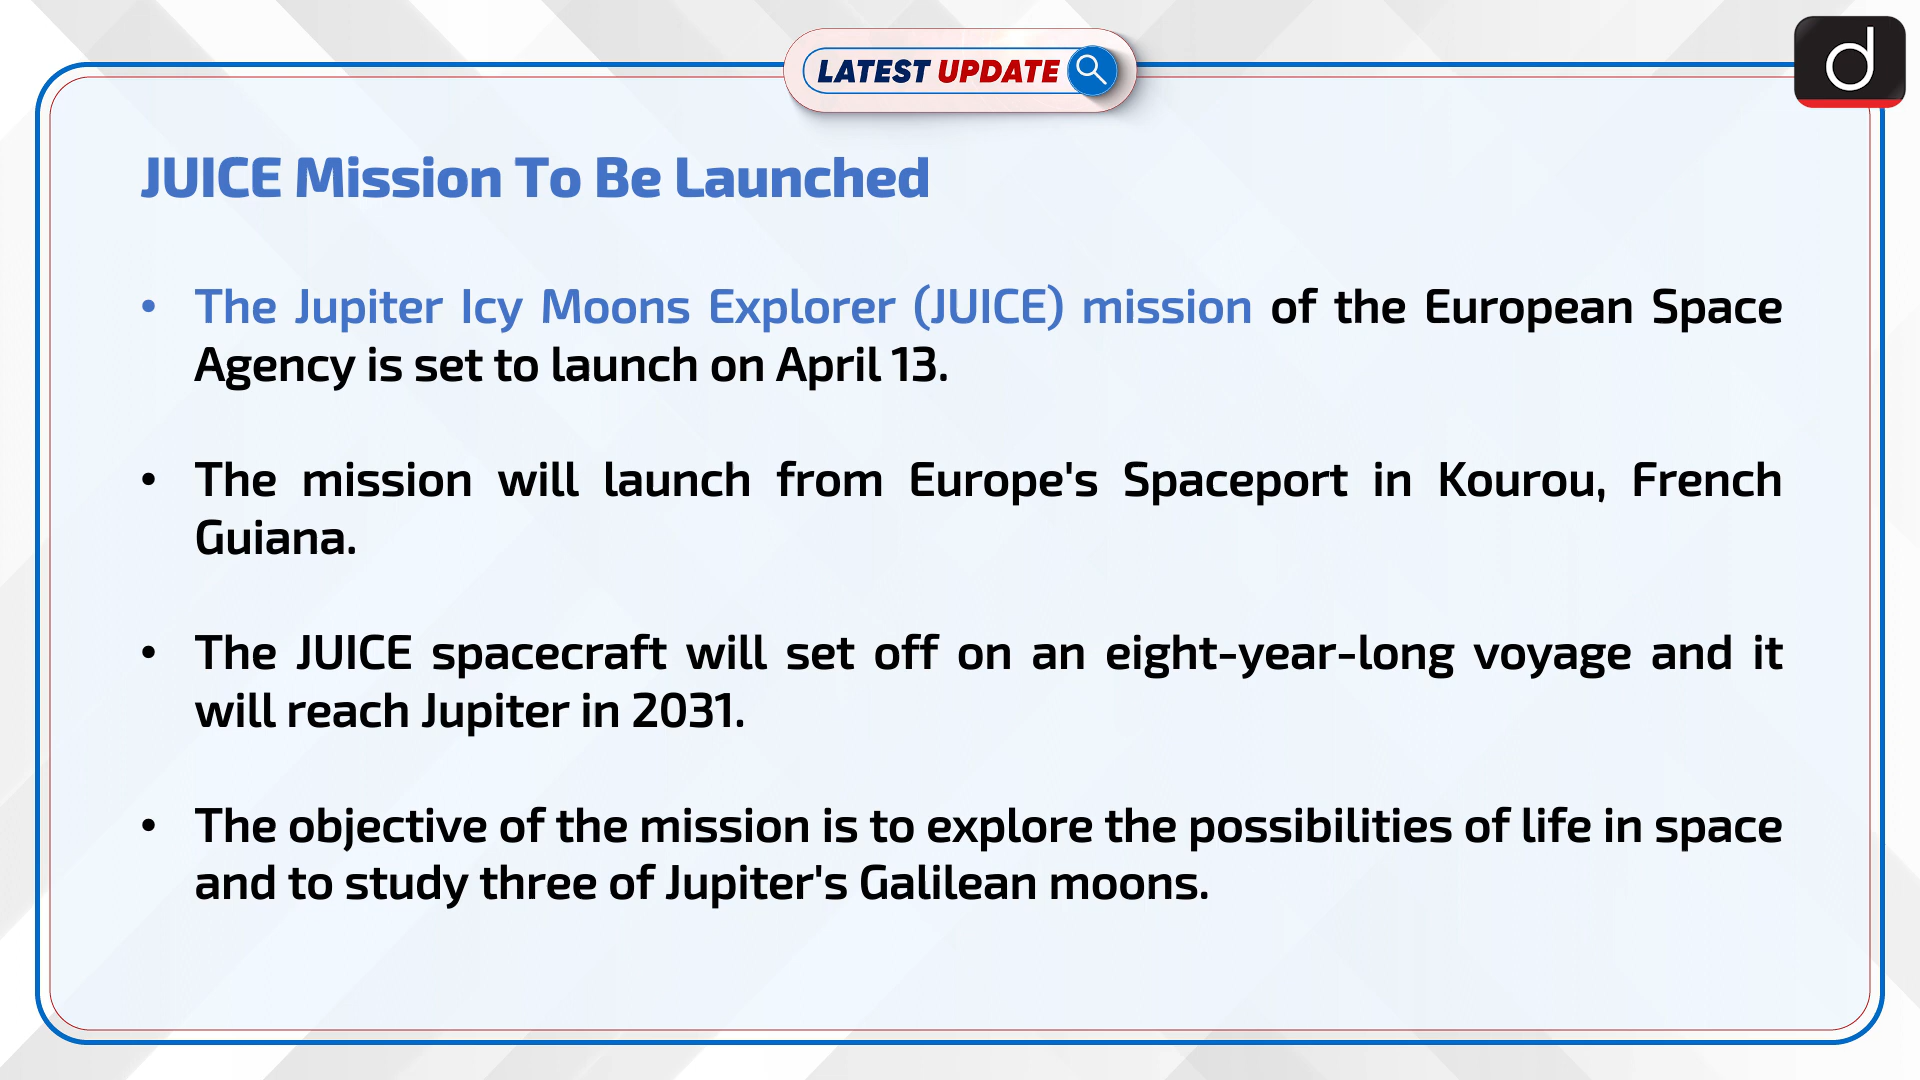 LATEST UPDATE
d
JUICE Mission To Be Launched
• The Jupiter Icy Moons Explorer (JUICE) mission of the European Space
Agency is set to launch on April 13.
• The mission will launch from Europe's Spaceport in Kourou, French
Guiana.
• The JUICE spacecraft will set off on an eight-year-long voyage and it
will reach Jupiter in 2031.
• The objective of the mission is to explore the possibilities of life in space
and to study three of Jupiter's Galilean moons.